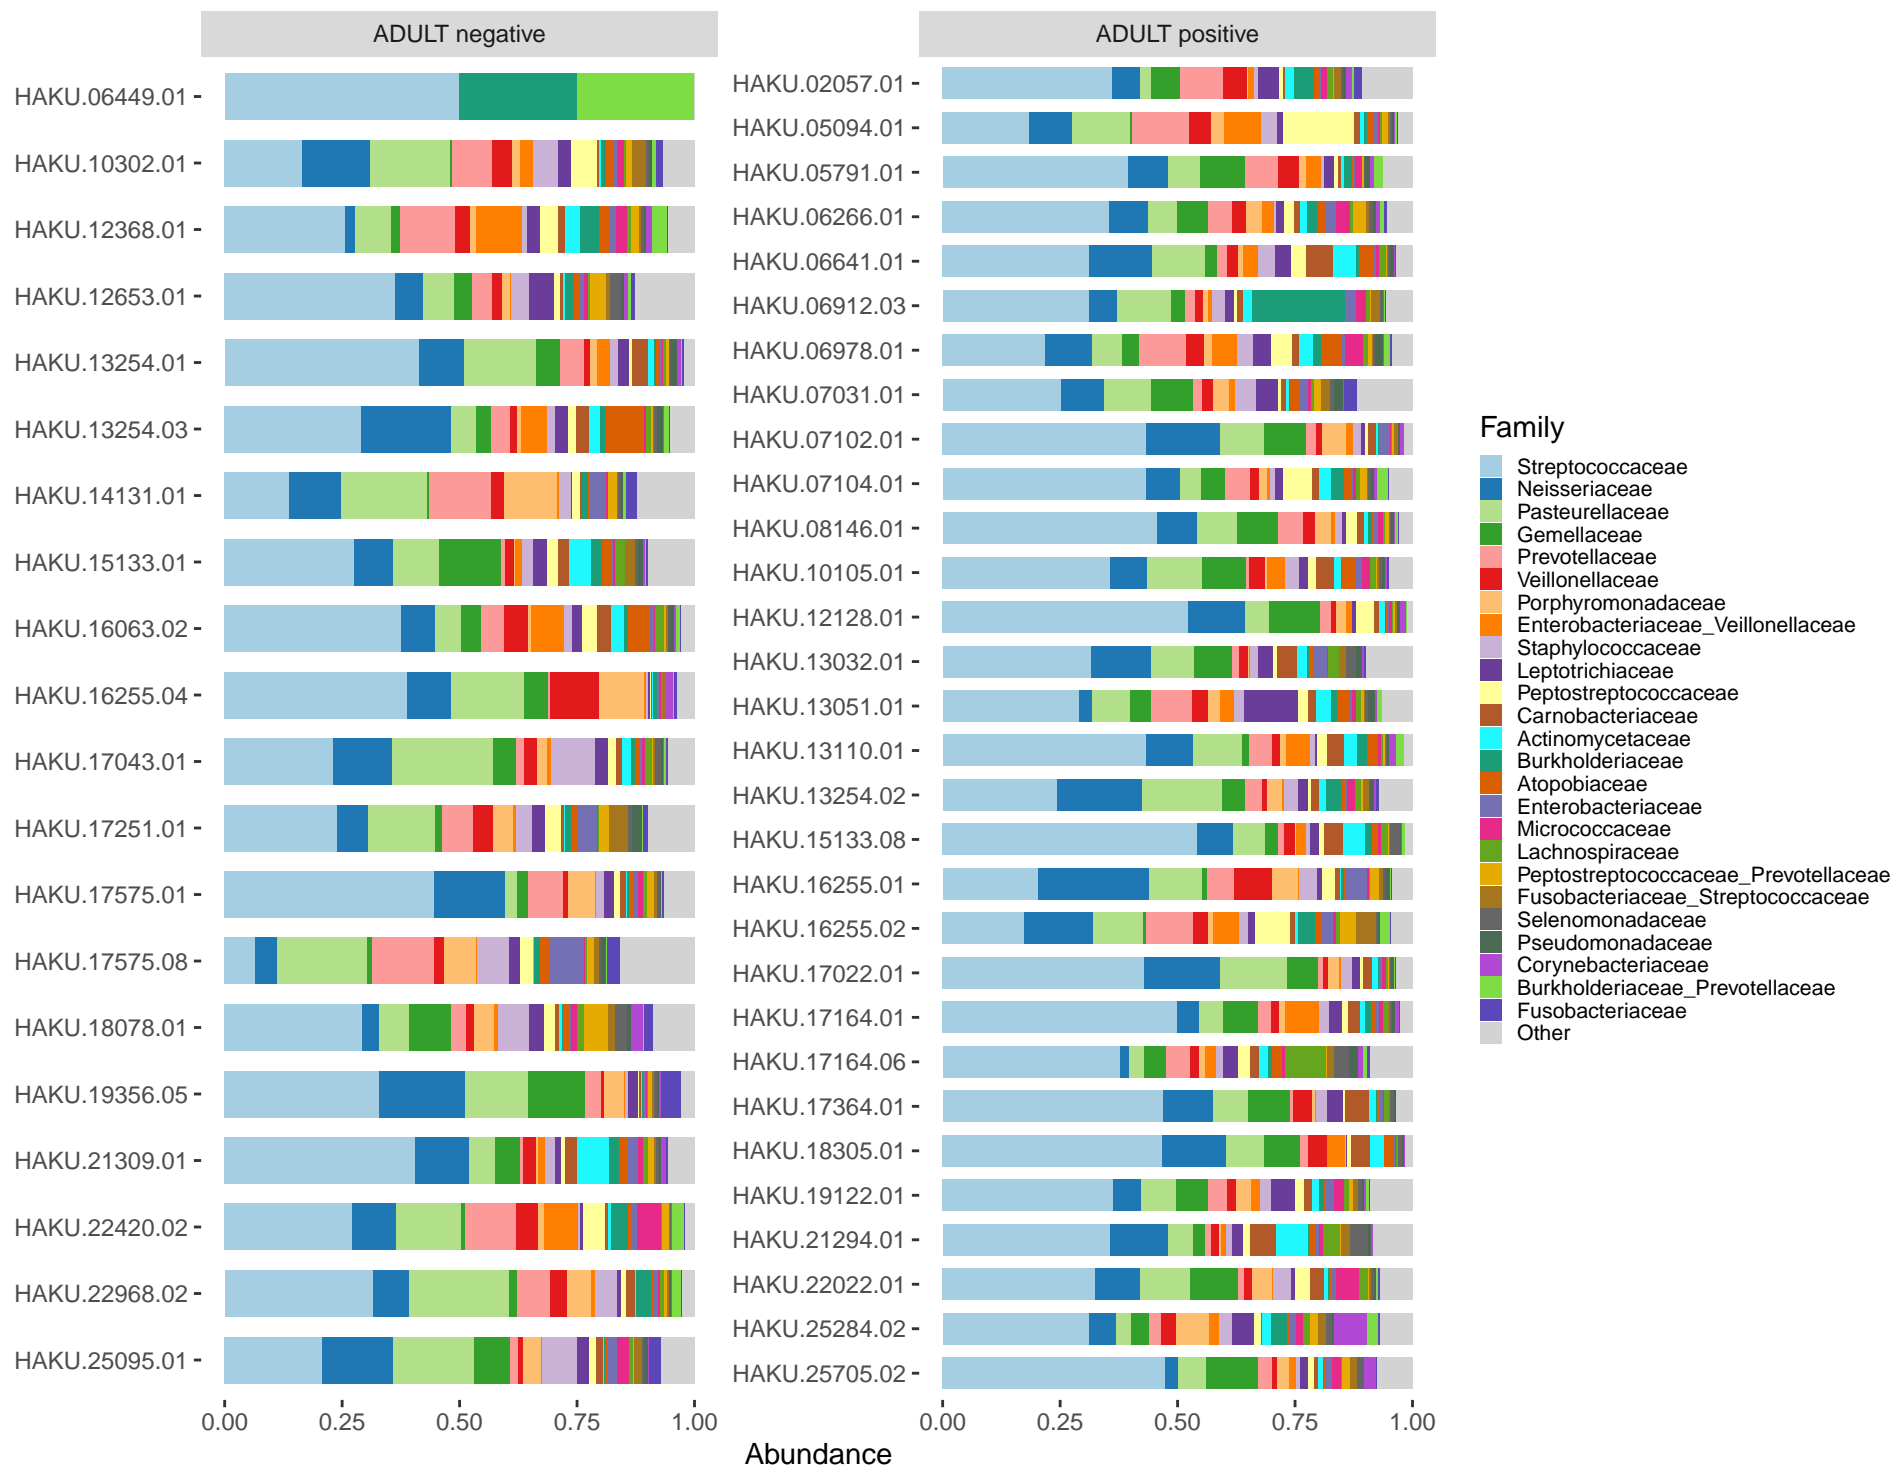 ADULT negative
HAKU.06449.01
HAKU.10302.01
HAKU.12368.01
HAKU.12653.01
HAKU.13254.01
HAKU.13254.03
HAKU.14131.01
HAKU.15133.01
HAKU.16063.02
HAKU.16255.04
HAKU.17043.01
HAKU.17251.01
HAKU.17575.01
HAKU.17575.08
HAKU.18078.01
HAKU.19356.05
HAKU.21309.01
HAKU.22420.02
HAKU.22968.02
HAKU.25095.01
0.00 0.25 0.50 0.75 1.00
ADULT positive
HAKU.02057.01
HAKU.05094.01
HAKU.05791.01
HAKU.06266.01
HAKU.06641.01
HAKU.06912.03
HAKU.06978.01
HAKU.07031.01
HAKU.07102.01
HAKU.07104.01
HAKU.08146.01
HAKU.10105.01
HAKU.12128.01
HAKU.13032.01
HAKU.13051.01
HAKU.13110.01
HAKU.13254.02
HAKU.15133.08
HAKU.16255.01
HAKU.16255.02
HAKU.17022.01
HAKU.17164.01
HAKU.17164.06
HAKU.17364.01
HAKU.18305.01
HAKU.19122.01
HAKU.21294.01
HAKU.22022.01
HAKU.25284.02
HAKU.25705.02
0.00 0.25 0.50 0.75 1.00
Abundance
Family
Streptococcaceae
Neisseriaceae
Pasteurellaceae
Gemellaceae
Prevotellaceae
Veillonellaceae
Porphyromonadaceae
Enterobacteriaceae_Veillonellaceae
Staphylococcaceae
Leptotrichiaceae
Peptostreptococcaceae
Carnobacteriaceae
Actinomycetaceae
Burkholderiaceae
Atopobiaceae
Enterobacteriaceae
Micrococcaceae
Lachnospiraceae
Peptostreptococcaceae_Prevotellaceae
Fusobacteriaceae_Streptococcaceae
Selenomonadaceae
Pseudomonadaceae
Corynebacteriaceae
Burkholderiaceae_Prevotellaceae
Fusobacteriaceae
Other